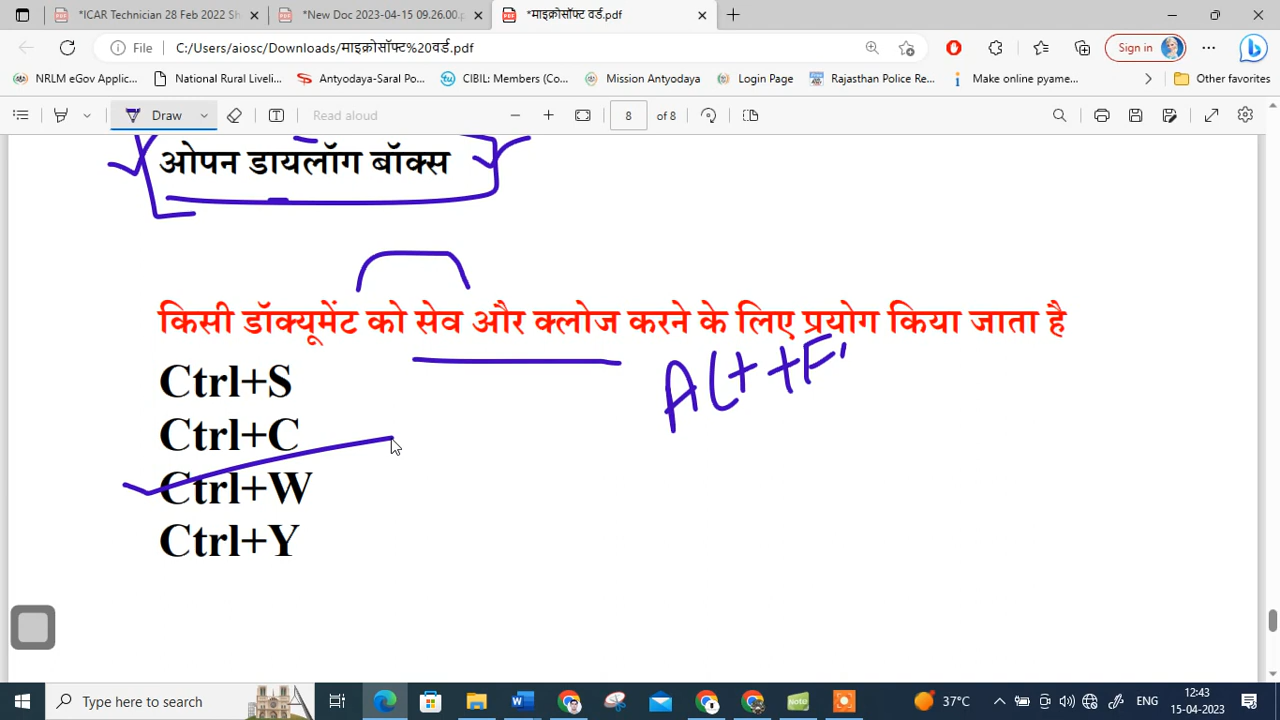 *ICAR Technician 28 Feb 2022 Sh
*New Doc 2023-04-15 09.26.00.p
*माइक्रोसॉफ्ट वर्ड.pdf
File
C:/Users/aiosc/Downloads/माइक्रोसॉफ्ट%20वर्ड.pdf
Sign in
NRLM eGov Applic...
National Rural Liveli...
Antyodaya-Saral Po...
CIBIL: Members (Co...
Mission Antyodaya
Login Page
Rajasthan Police Re...
Make online pyame...
Other favorites
Draw
Read aloud
8
of 8
ओपन डायलॉग बॉक्स
किसी डॉक्यूमेंट को सेव और क्लोज करने के लिए प्रयोग किया जाता है
Alt+F
Ctrl+S
Ctrl+C
Ctrl+W
Ctrl+Y
Type here to search
37°C
ENG
12:43
15-04-2023